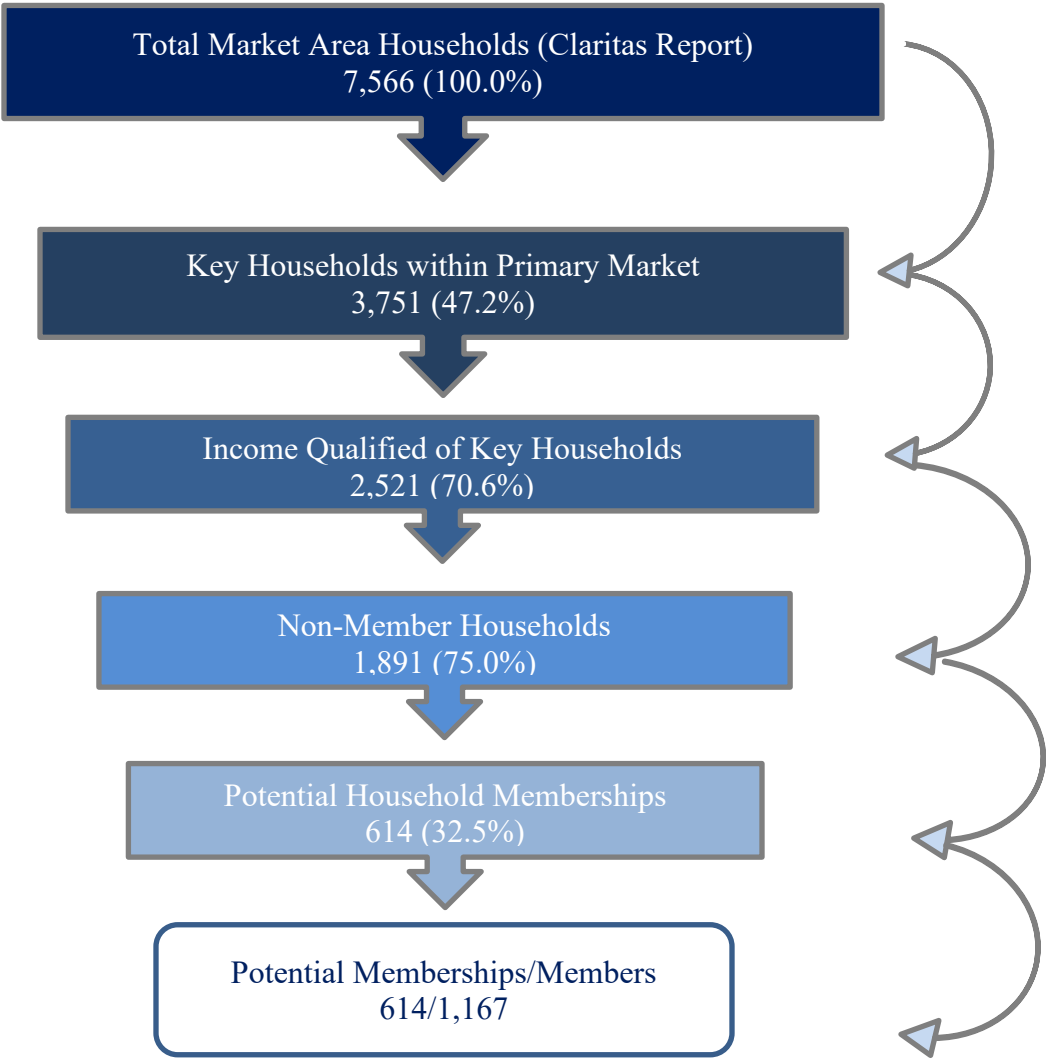 Total Market Area Households (Claritas Report)
7,566 (100.0%)
Key Households within Primary Market
3,751 (47.2%)
Income Qualified of Key Households
2,521 (70.6%)
Non-Member Households
1,891 (75.0%)
Potential Household Memberships
614 (32.5%)
Potential Memberships/Members
614/1,167